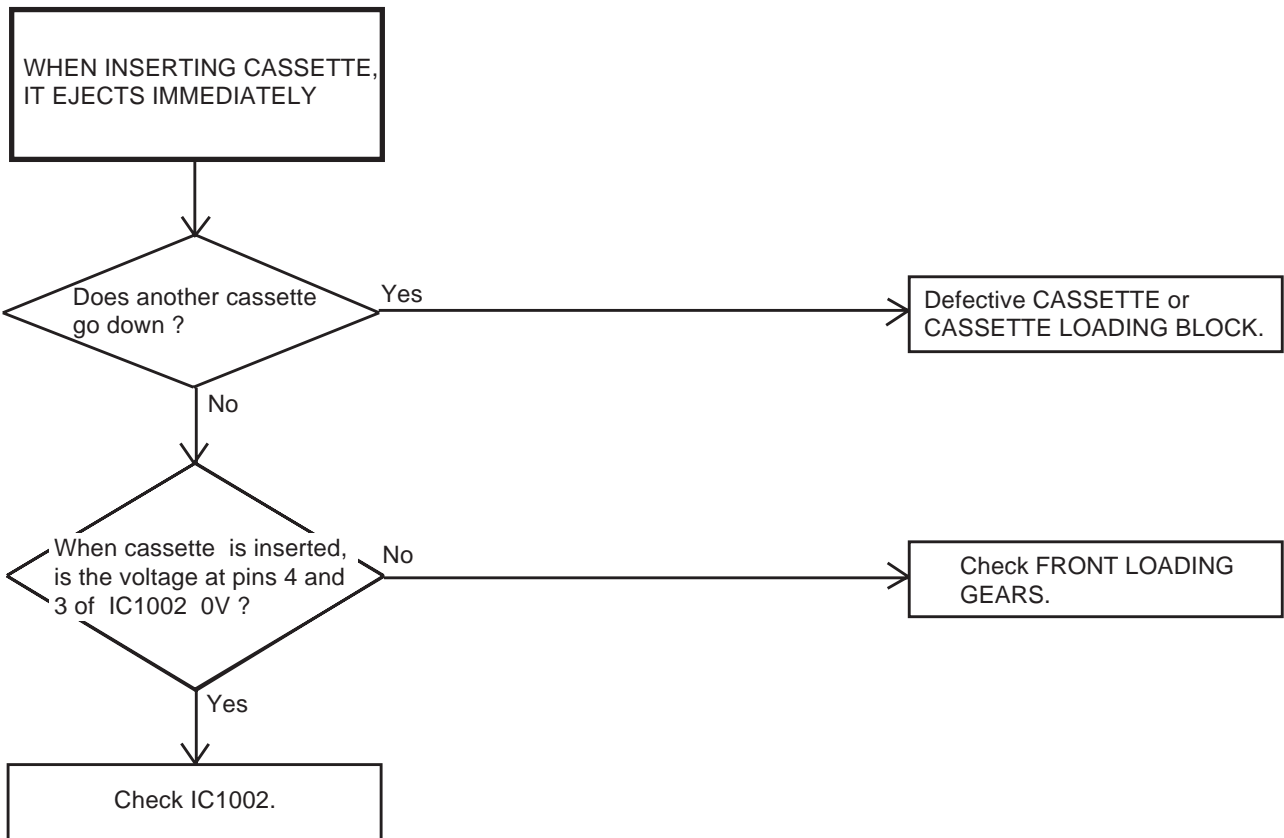 WHEN INSERTING CASSETTE,
IT EJECTS IMMEDIATELY
Does another cassette
go down ?
Yes
Defective CASSETTE or
CASSETTE LOADING BLOCK.
No
When cassette is inserted,
is the voltage at pins 4 and
3 of IC1002 0V ?
No
Check FRONT LOADING
GEARS.
Yes
Check IC1002.